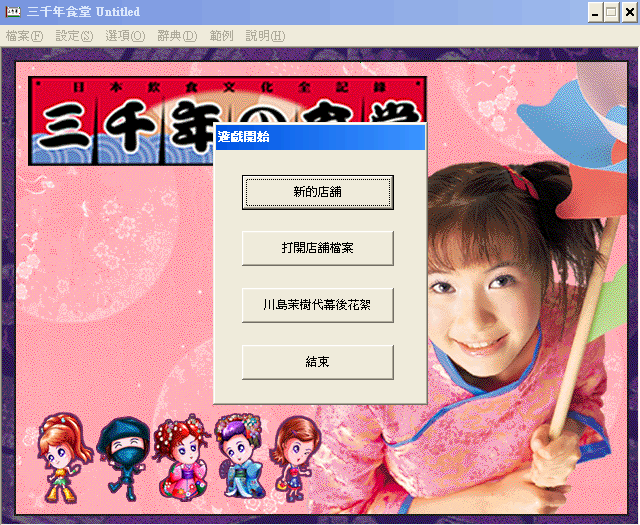 三千年食堂 Untitled
檔案(F) 設定(S) 選項(O) 辭典(D) 範例 說明(H)
日本飲食文化全記錄
三千年の食堂
遊戲開始
新的店舖
打開店舖檔案
川島茉樹代幕後花絮
結束